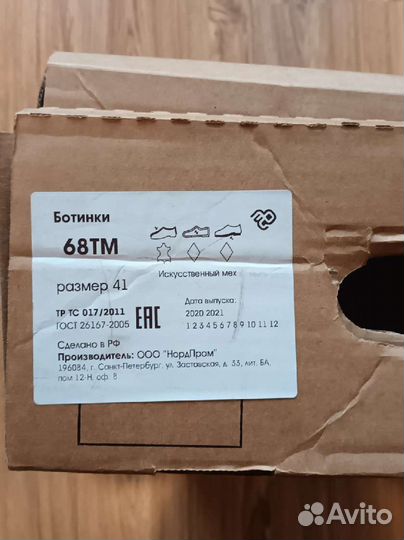 Ботинки
68ТМ
Искусственный мех
размер 41
Дата выпуска:
ТР ТС 017/2011
2020 2021
ГОСТ 26167-2005
EAC
1 2 3 4 5 6 7 8 9 10 11 12
Сделано в РФ
Производитель: ООО "НордПром"
196084, г. Санкт-Петербург, ул. Заставская, д. 33, лит. БА,
пом 12-Н, оф. 8
Avito